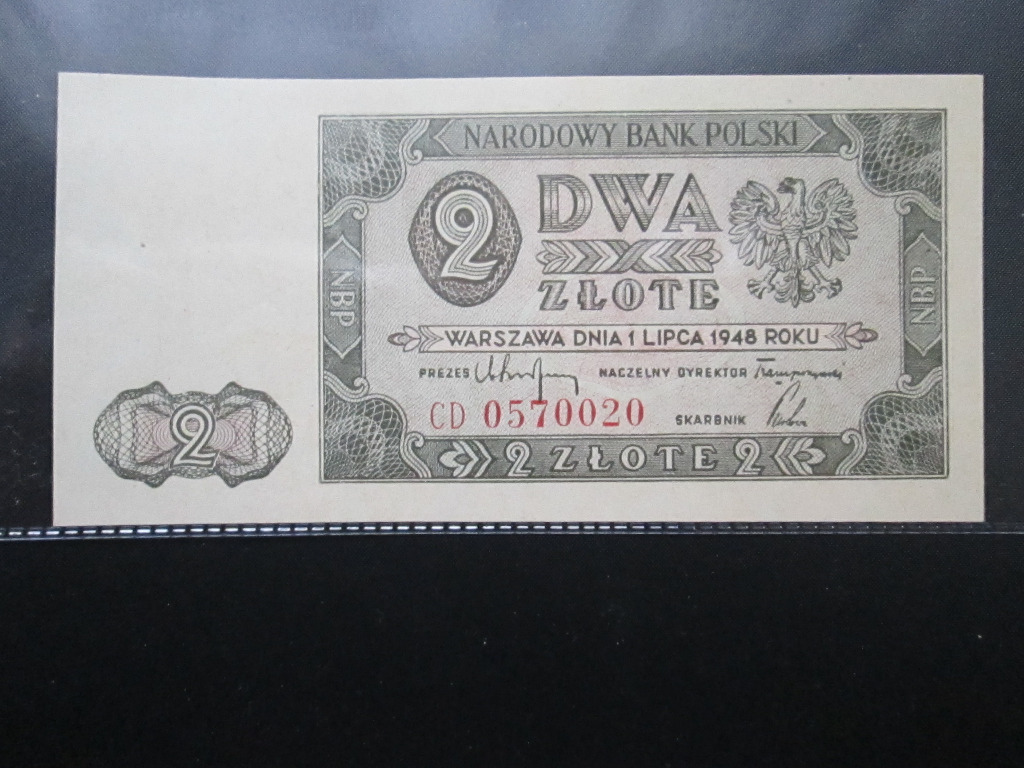 NARODOWY BANK POLSKI
2 DWA
ZŁOTE
NBP
NBP
WARSZAWA DNIA 1 LIPCA 1948 ROKU
PREZES NACZELNY DYREKTOR
CD 0570020 SKARBNIK
2
2 ZŁOTE 2